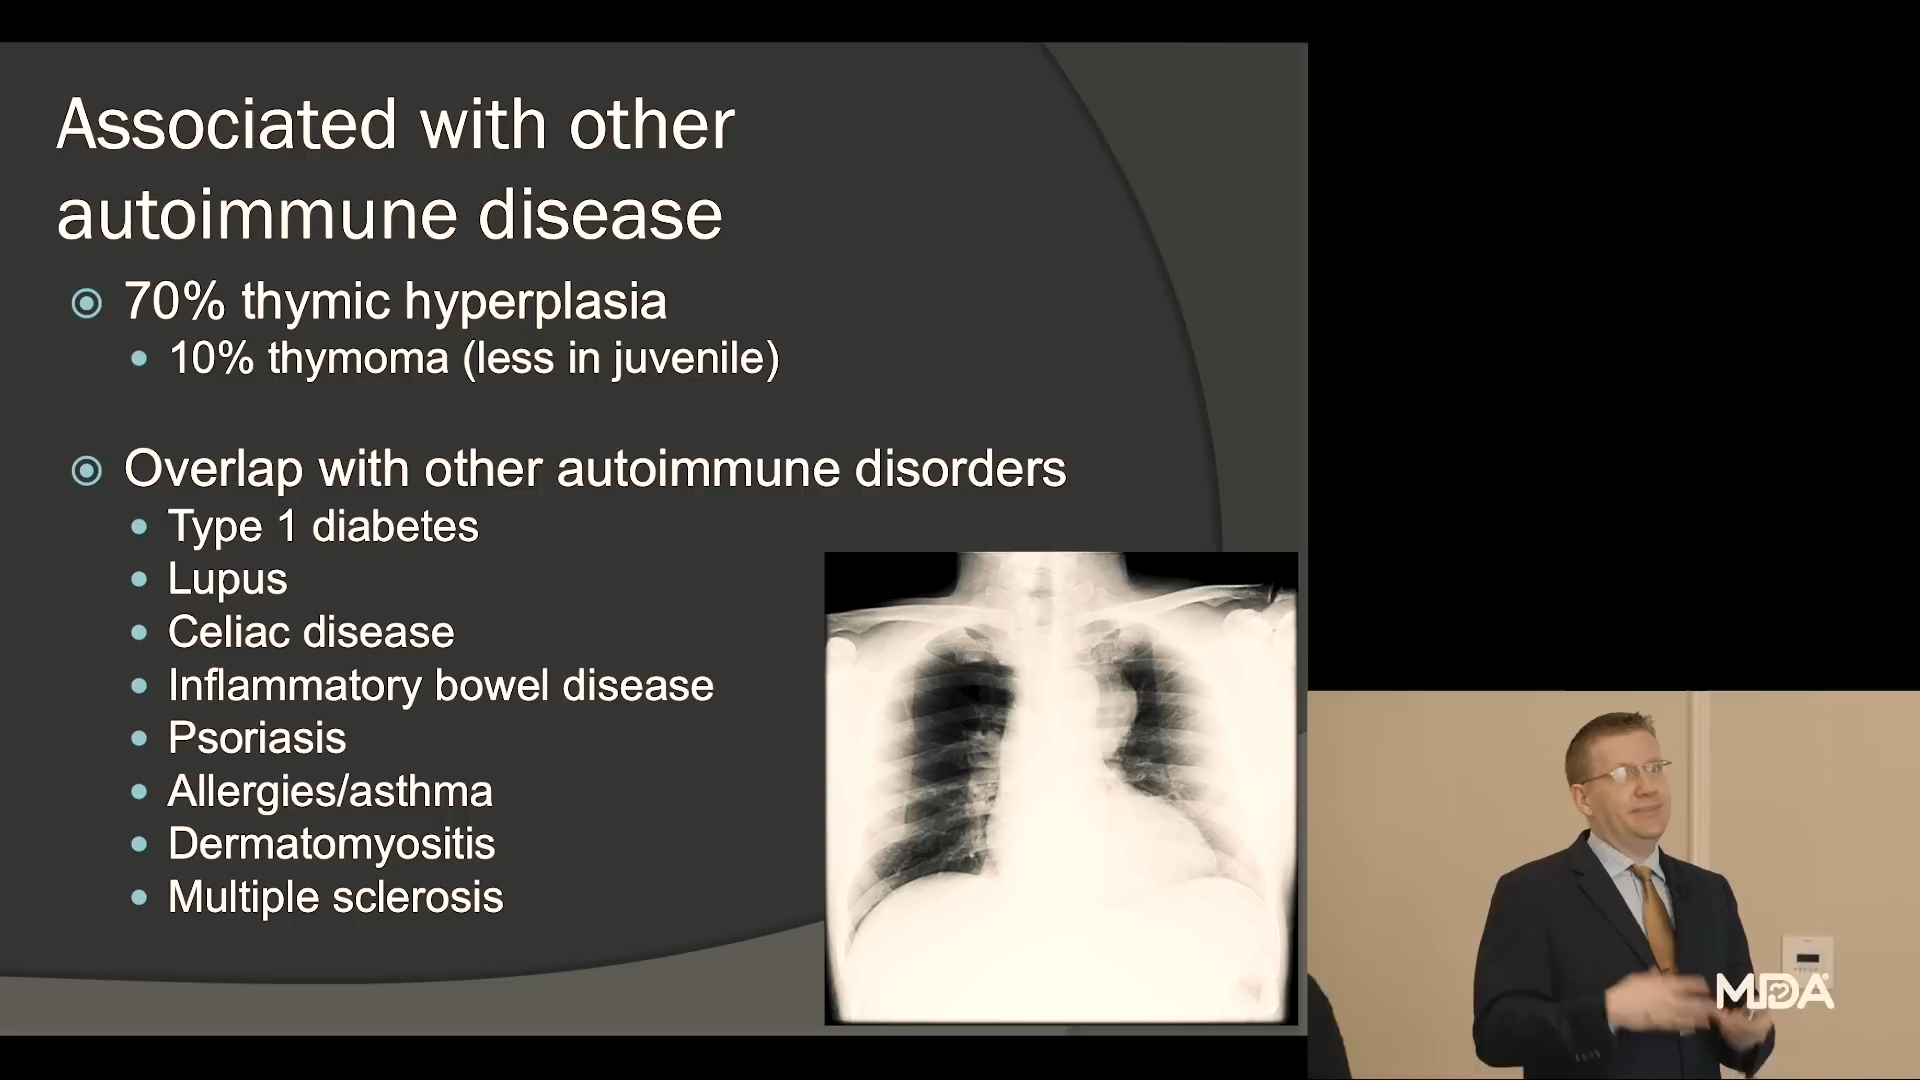 Associated with other
autoimmune disease
70% thymic hyperplasia
10% thymoma (less in juvenile)
Overlap with other autoimmune disorders
Type 1 diabetes
Lupus
Celiac disease
Inflammatory bowel disease
Psoriasis
Allergies/asthma
Dermatomyositis
Multiple sclerosis
MDA